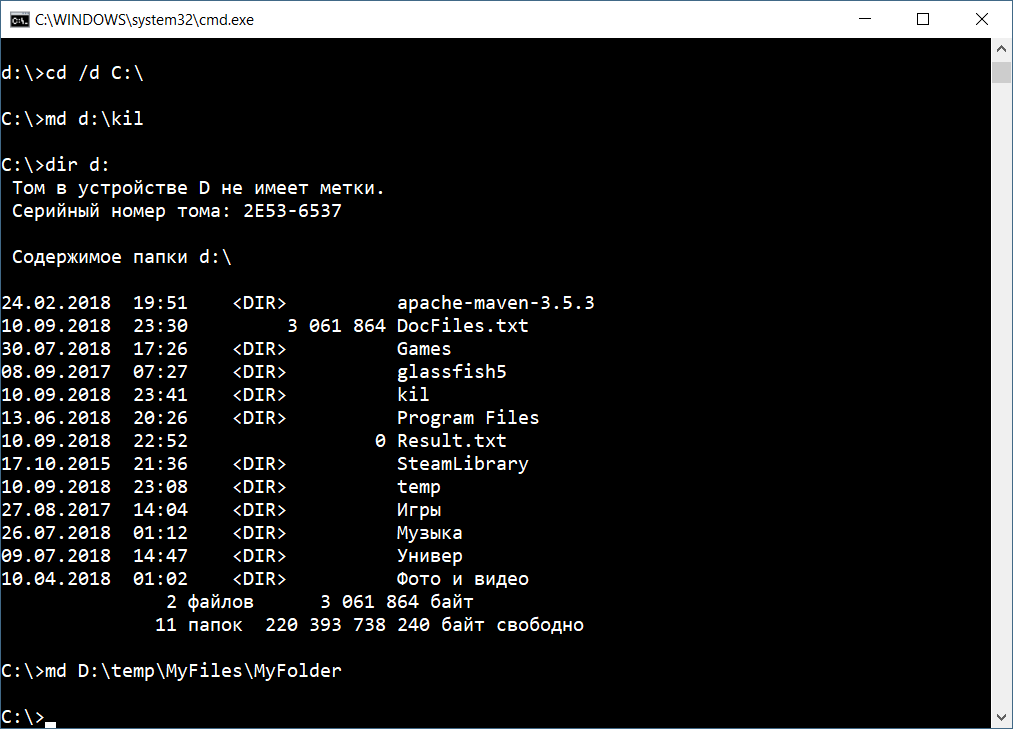 C:\WINDOWS\system32\cmd.exe
d:\>cd /d C:\
C:\>md d:\kil
C:\>dir d:
Том в устройстве D не имеет метки.
Серийный номер тома: 2E53-6537
Содержимое папки d:\
24.02.2018  19:51    <DIR>          apache-maven-3.5.3
10.09.2018  23:30         3 061 864 DocFiles.txt
30.07.2018  17:26    <DIR>          Games
08.09.2017  07:27    <DIR>          glassfish5
10.09.2018  23:41    <DIR>          kil
13.06.2018  20:26    <DIR>          Program Files
10.09.2018  22:52                 0 Result.txt
17.10.2015  21:36    <DIR>          SteamLibrary
10.09.2018  23:08    <DIR>          temp
27.08.2017  14:04    <DIR>          Игры
26.07.2018  01:12    <DIR>          Музыка
09.07.2018  14:47    <DIR>          Универ
10.04.2018  01:02    <DIR>          Фото и видео
2 файлов      3 061 864 байт
11 папок  220 393 738 240 байт свободно
C:\>md D:\temp\MyFiles\MyFolder
C:\>